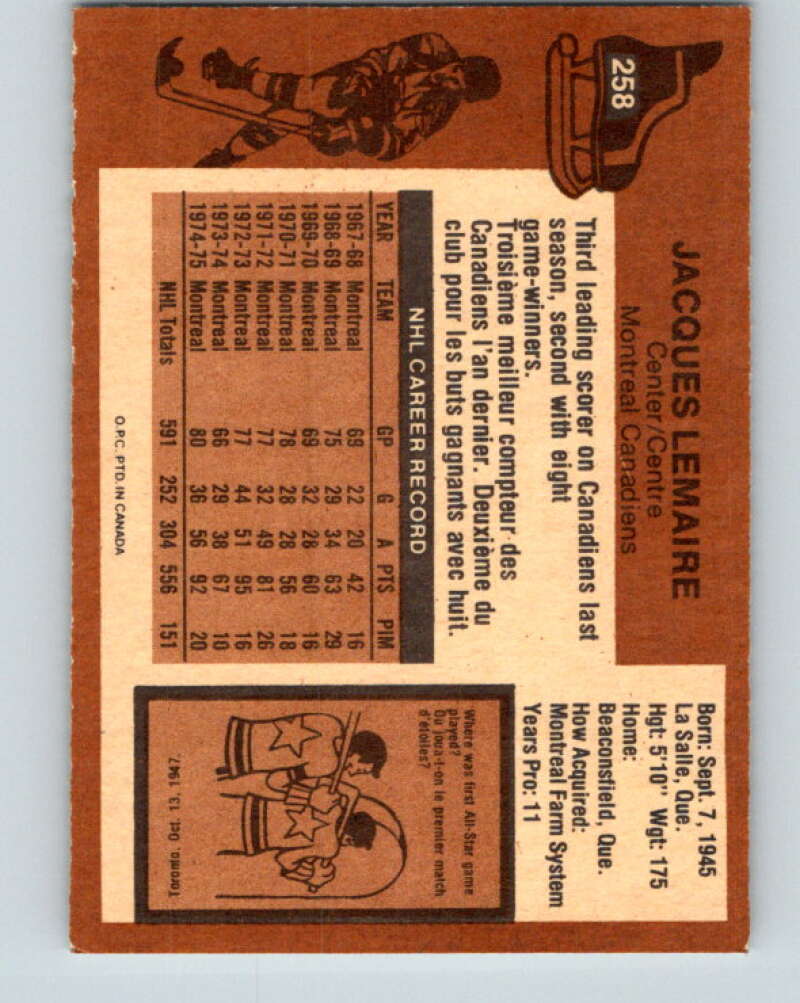 258
JACQUES LEMAIRE
Center/Centre
Montreal Canadiens
Third leading scorer on Canadiens last
season, second with eight
game-winners.
Troisième meilleur compteur des
Canadiens l'an dernier. Deuxième du
club pour les buts gagnants avec huit.
NHL CAREER RECORD
YEAR TEAM GP G A PTS PIM
1967-68 Montreal 69 22 20 42 16
1968-69 Montreal 75 29 34 63 29
1969-70 Montreal 69 32 28 60 16
1970-71 Montreal 78 28 28 56 18
1971-72 Montreal 77 32 49 81 26
1972-73 Montreal 77 44 51 95 16
1973-74 Montreal 66 29 38 67 10
1974-75 Montreal 80 36 56 92 20
NHL Totals 591 252 304 556 151
O.P.C. PTD. IN CANADA
Born: Sept. 7, 1945
La Salle, Que.
Hgt: 5'10" Wgt: 175
Home:
Beaconsfield, Que.
How Acquired:
Montreal Farm System
Years Pro: 11
Where was first All-Star game
played?
Où joua-t-on le premier match
d'étoiles?
Toronto, Oct. 13, 1947.